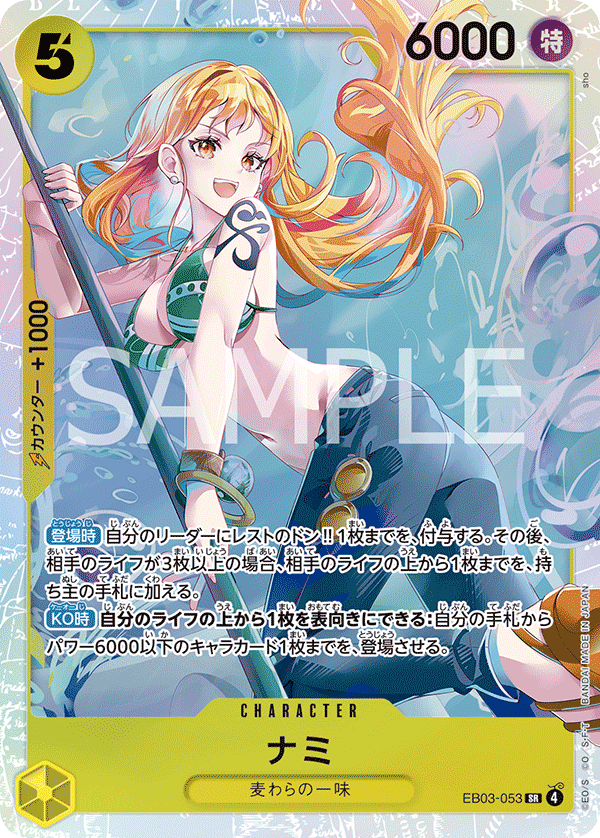 5
6000
特
sho
カウンター +1000
SAMPLE
登場時 自分のリーダーにレストのドン!!1枚までを、付与する。その後、
相手のライフが3枚以上の場合、相手のライフの上から1枚までを、持
ち主の手札に加える。
KO時 自分のライフの上から1枚を表向きにできる:自分の手札から
パワー6000以下のキャラカード1枚までを、登場させる。
©EO/S ©O/S・F・T BANDAI MADE IN JAPAN
CHARACTER
ナミ
麦わらの一味
EB03-053 SR 4